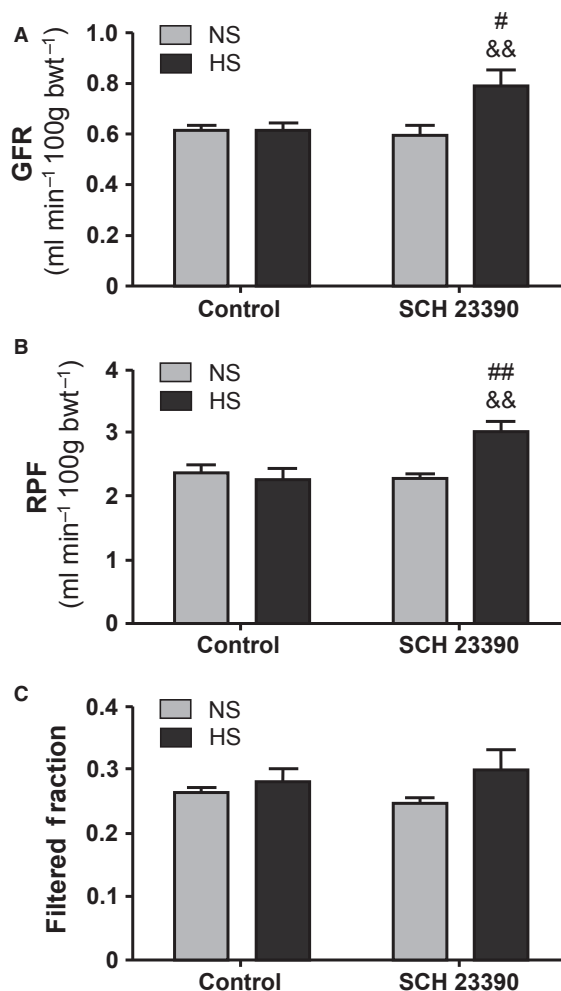 A
GFR
(ml min⁻¹ 100g bwt⁻¹)
1.0
0.8
0.6
0.4
0.2
0
NS
HS
#
&&
Control
SCH 23390
B
RPF
(ml min⁻¹ 100g bwt⁻¹)
4
3
2
1
0
NS
HS
##
&&
Control
SCH 23390
C
Filtered fraction
0.4
0.3
0.2
0.1
0
NS
HS
Control
SCH 23390